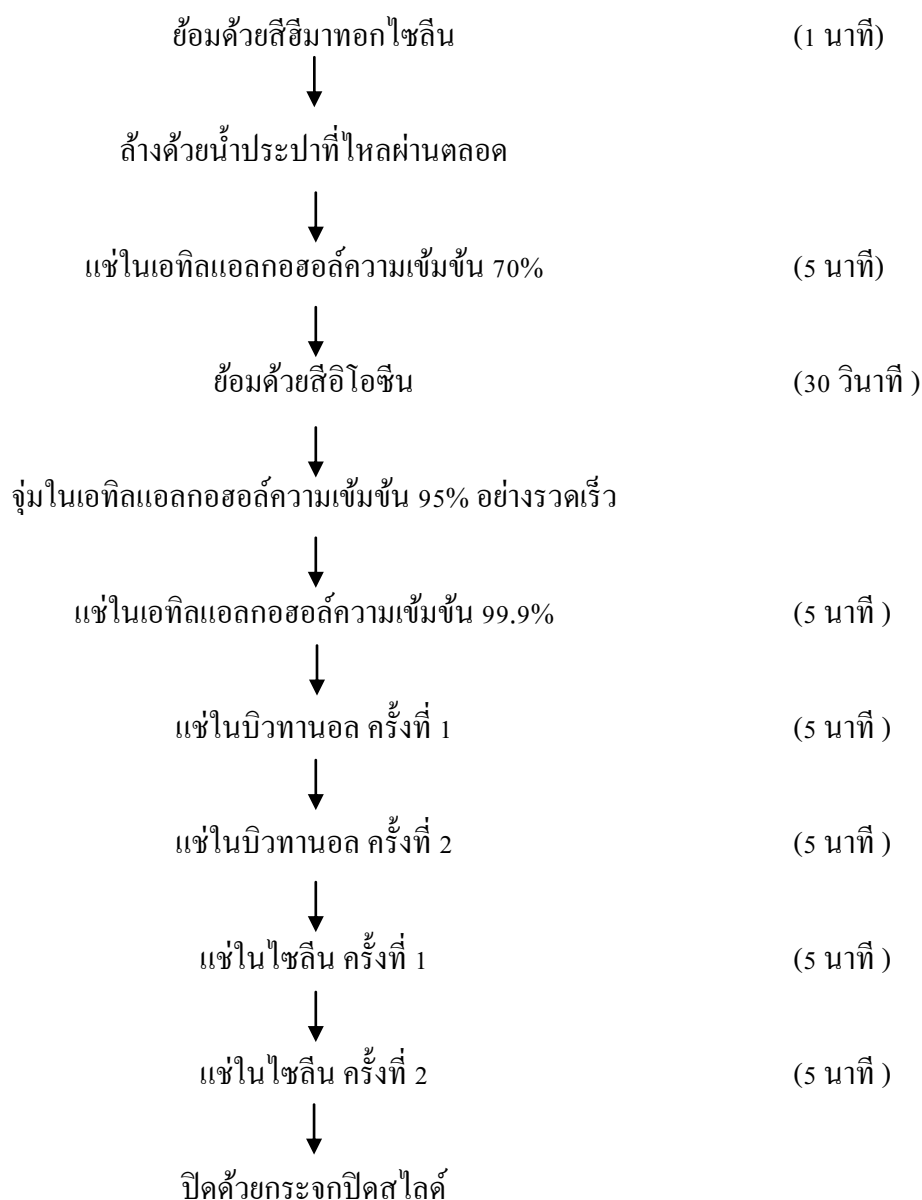 ย้อมด้วยสีฮีมาทอกไซลีน (1 นาที)
ล้างด้วยน้ำประปาที่ไหลผ่านตลอด
แช่ในเอทิลแอลกอฮอล์ความเข้มข้น 70% (5 นาที)
ย้อมด้วยสีอิโอซีน (30 วินาที )
จุ่มในเอทิลแอลกอฮอล์ความเข้มข้น 95% อย่างรวดเร็ว
แช่ในเอทิลแอลกอฮอล์ความเข้มข้น 99.9% (5 นาที )
แช่ในบิวทานอล ครั้งที่ 1 (5 นาที )
แช่ในบิวทานอล ครั้งที่ 2 (5 นาที )
แช่ในไซลีน ครั้งที่ 1 (5 นาที )
แช่ในไซลีน ครั้งที่ 2 (5 นาที )
ปิดด้วยกระจกปิดสไลด์